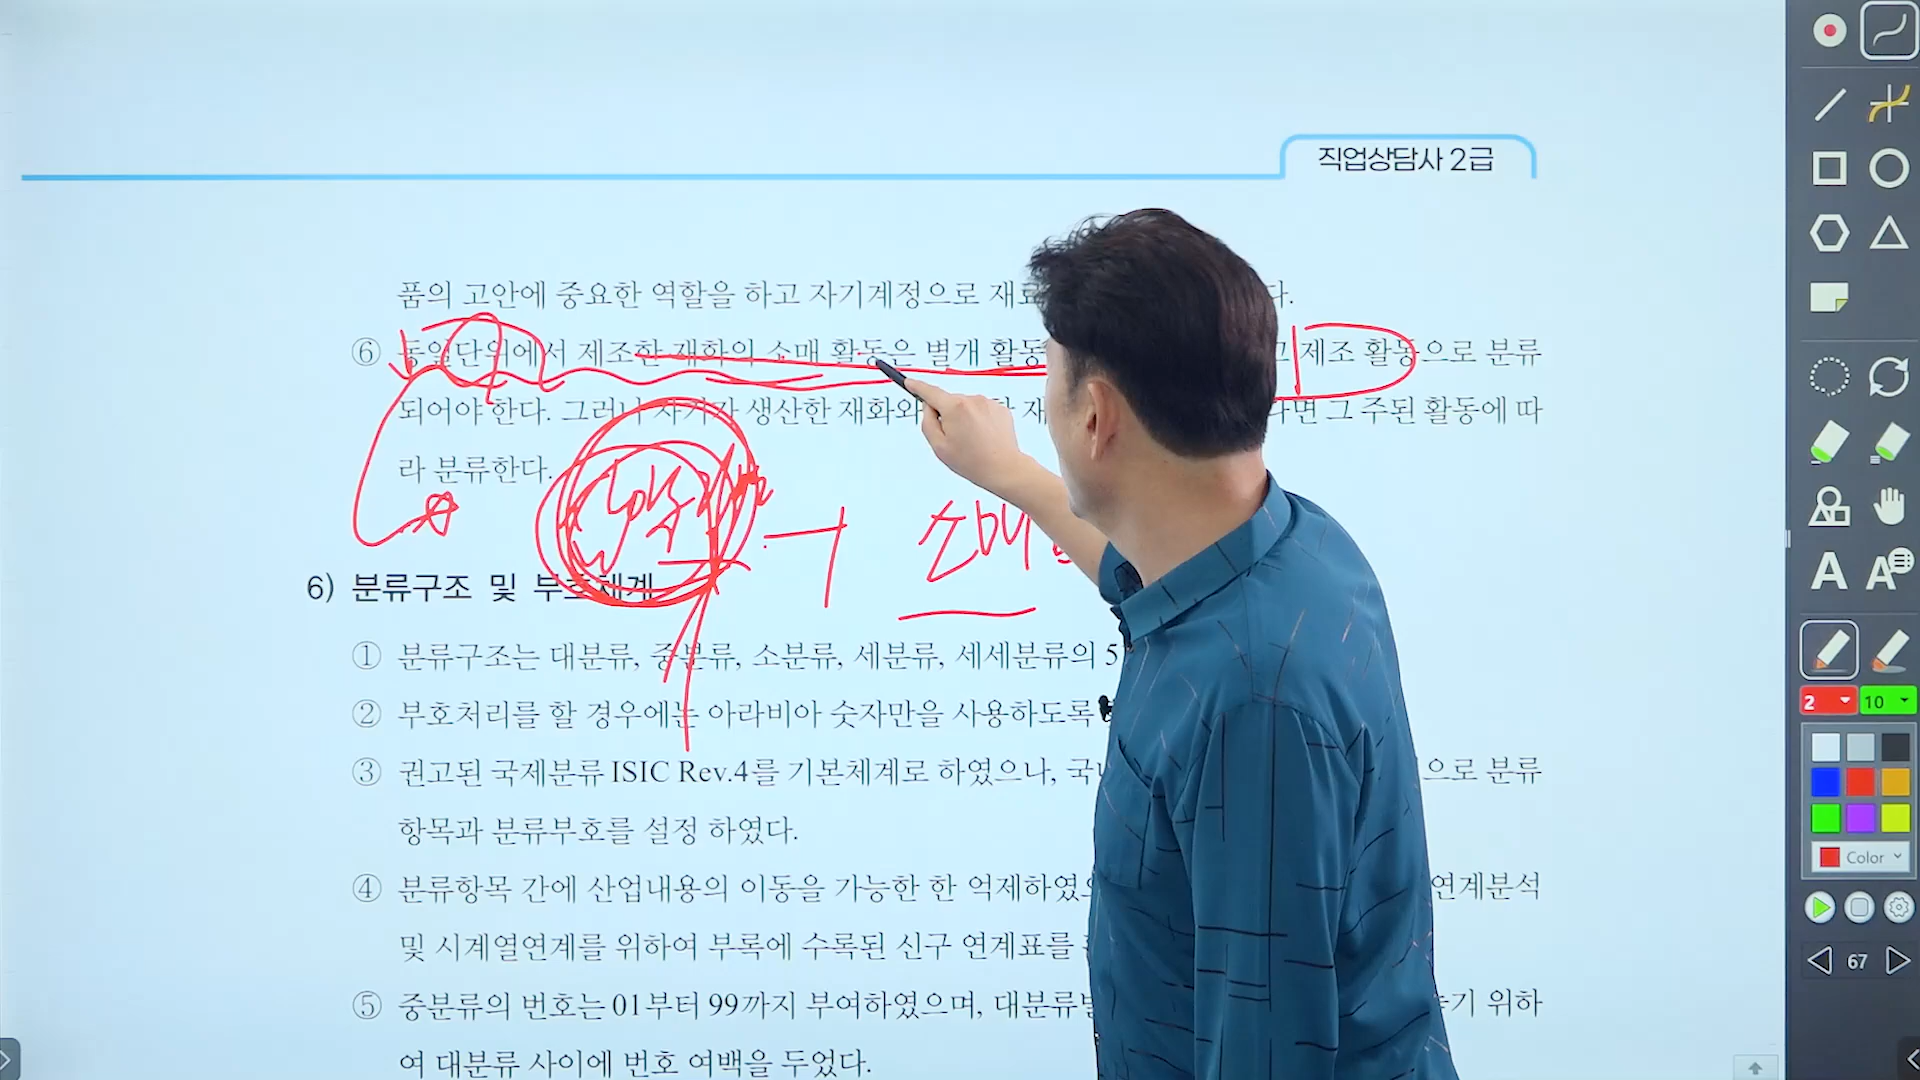 직업상담사 2급
품의 고안에 중요한 역할을 하고 자기계정으로 재료 다.
⑥ 동일단위에서 제조한 재화의 소매 활동은 별개 활동 제조 활동으로 분류
되어야 한다. 그러나 자기가 생산한 재화와 재 라면 그 주된 활동에 따
라 분류한다.
소매
6) 분류구조 및 부호체계
① 분류구조는 대분류, 중분류, 소분류, 세분류, 세세분류의 5
② 부호처리를 할 경우에는 아라비아 숫자만을 사용하도록
③ 권고된 국제분류 ISIC Rev.4를 기본체계로 하였으나, 국 으로 분류
항목과 분류부호를 설정 하였다.
④ 분류항목 간에 산업내용의 이동을 가능한 한 억제하였으 연계분석
및 시계열연계를 위하여 부록에 수록된 신구 연계표를
⑤ 중분류의 번호는 01부터 99까지 부여하였으며, 대분류별 기 위하
여 대분류 사이에 번호 여백을 두었다.
A A
2 10
Color
67